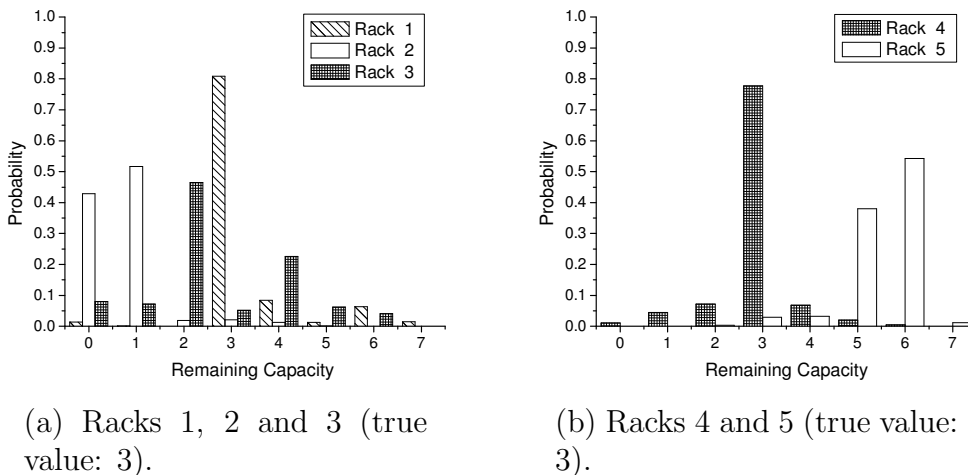 1.0
0.9
0.8
0.7
0.6
0.5
0.4
0.3
0.2
0.1
0.0
Probability
Rack 1
Rack 2
Rack 3
0 1 2 3 4 5 6 7
Remaining Capacity
(a) Racks 1, 2 and 3 (true
value: 3).
1.0
0.9
0.8
0.7
0.6
0.5
0.4
0.3
0.2
0.1
0.0
Probability
Rack 4
Rack 5
0 1 2 3 4 5 6 7
Remaining Capacity
(b) Racks 4 and 5 (true value:
3).